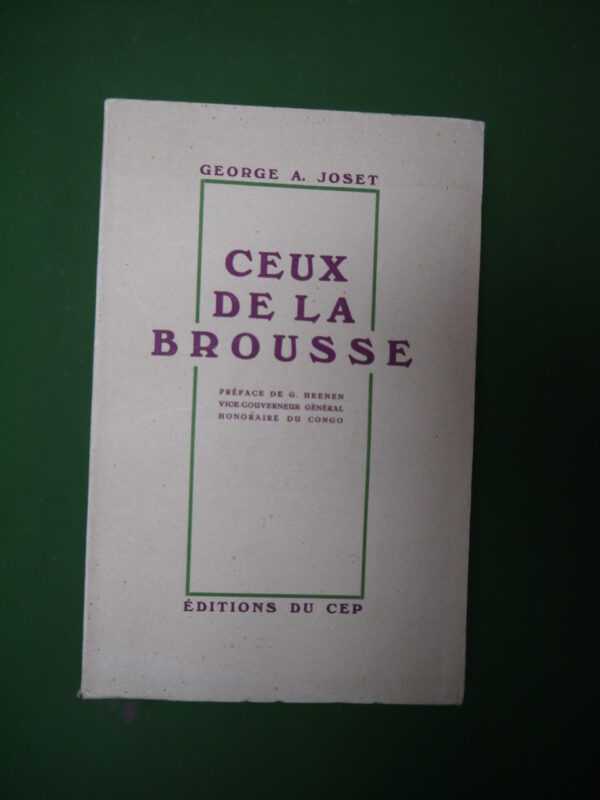 GEORGE A. JOSET
CEUX
DE LA
BROUSSE
PRÉFACE DE G. HEENEN
VICE-GOUVERNEUR GÉNÉRAL
HONORAIRE DU CONGO
ÉDITIONS DU CEP